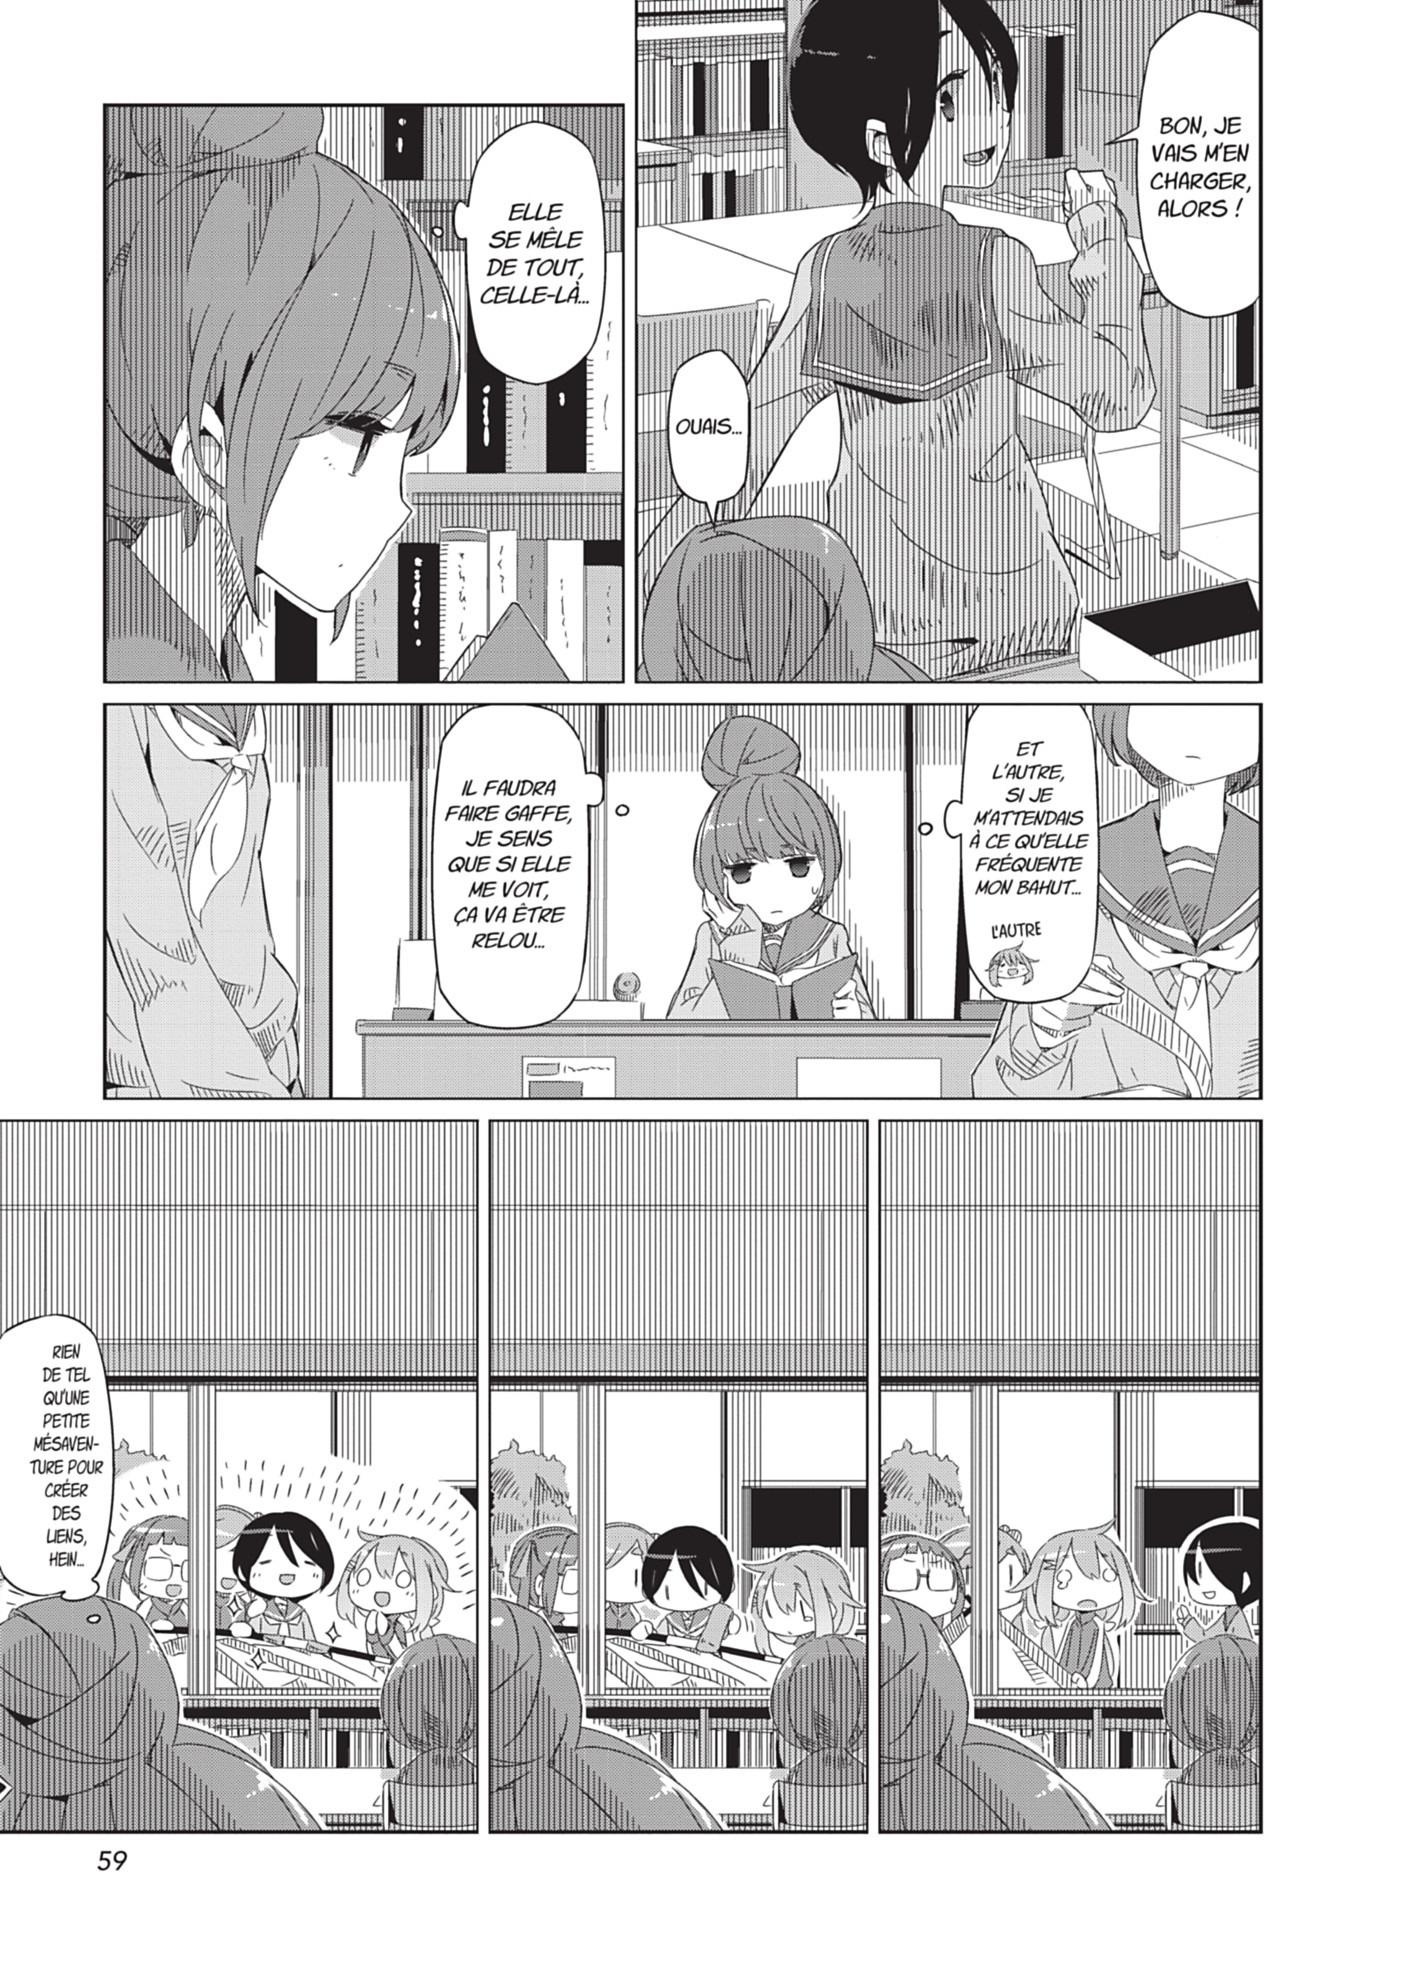 BON, JE
VAIS M'EN
CHARGER,
ALORS !
OUAIS...
ELLE
SE MÊLE
DE TOUT,
CELLE-LÀ...
ET
L'AUTRE,
SI JE
M'ATTENDAIS
À CE QU'ELLE
FRÉQUENTE
MON BAHUT...
L'AUTRE
IL FAUDRA
FAIRE GAFFE,
JE SENS
QUE SI ELLE
ME VOIT,
ÇA VA ÊTRE
RELOU...
RIEN
DE TEL
QU'UNE
PETITE
MÉSAVEN-
TURE POUR
CRÉER
DES
LIENS,
HEIN...
59